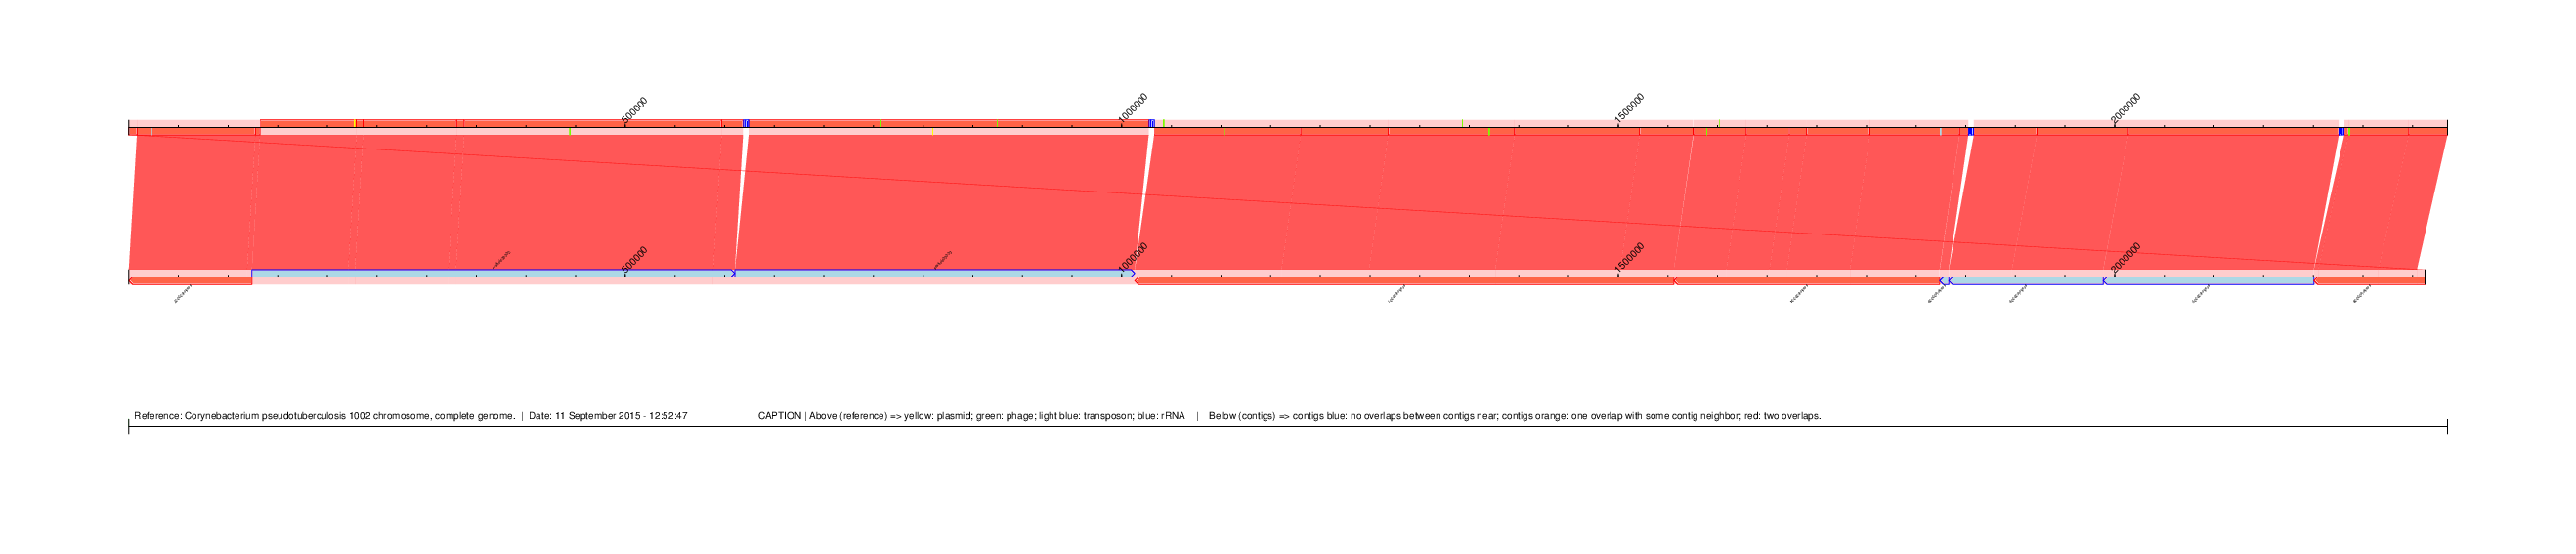 500000 1000000 1500000 2000000
500000 1000000 1500000 2000000
Reference: Corynebacterium pseudotuberculosis 1002 chromosome, complete genome. | Date: 11 September 2015 - 12:52:47 CAPTION | Above (reference) => yellow: plasmid; green: phage; light blue: transposon; blue: rRNA | Below (contigs) => contigs blue: no overlaps between contigs near; contigs orange: one overlap with some contig neighbor; red: two overlaps.